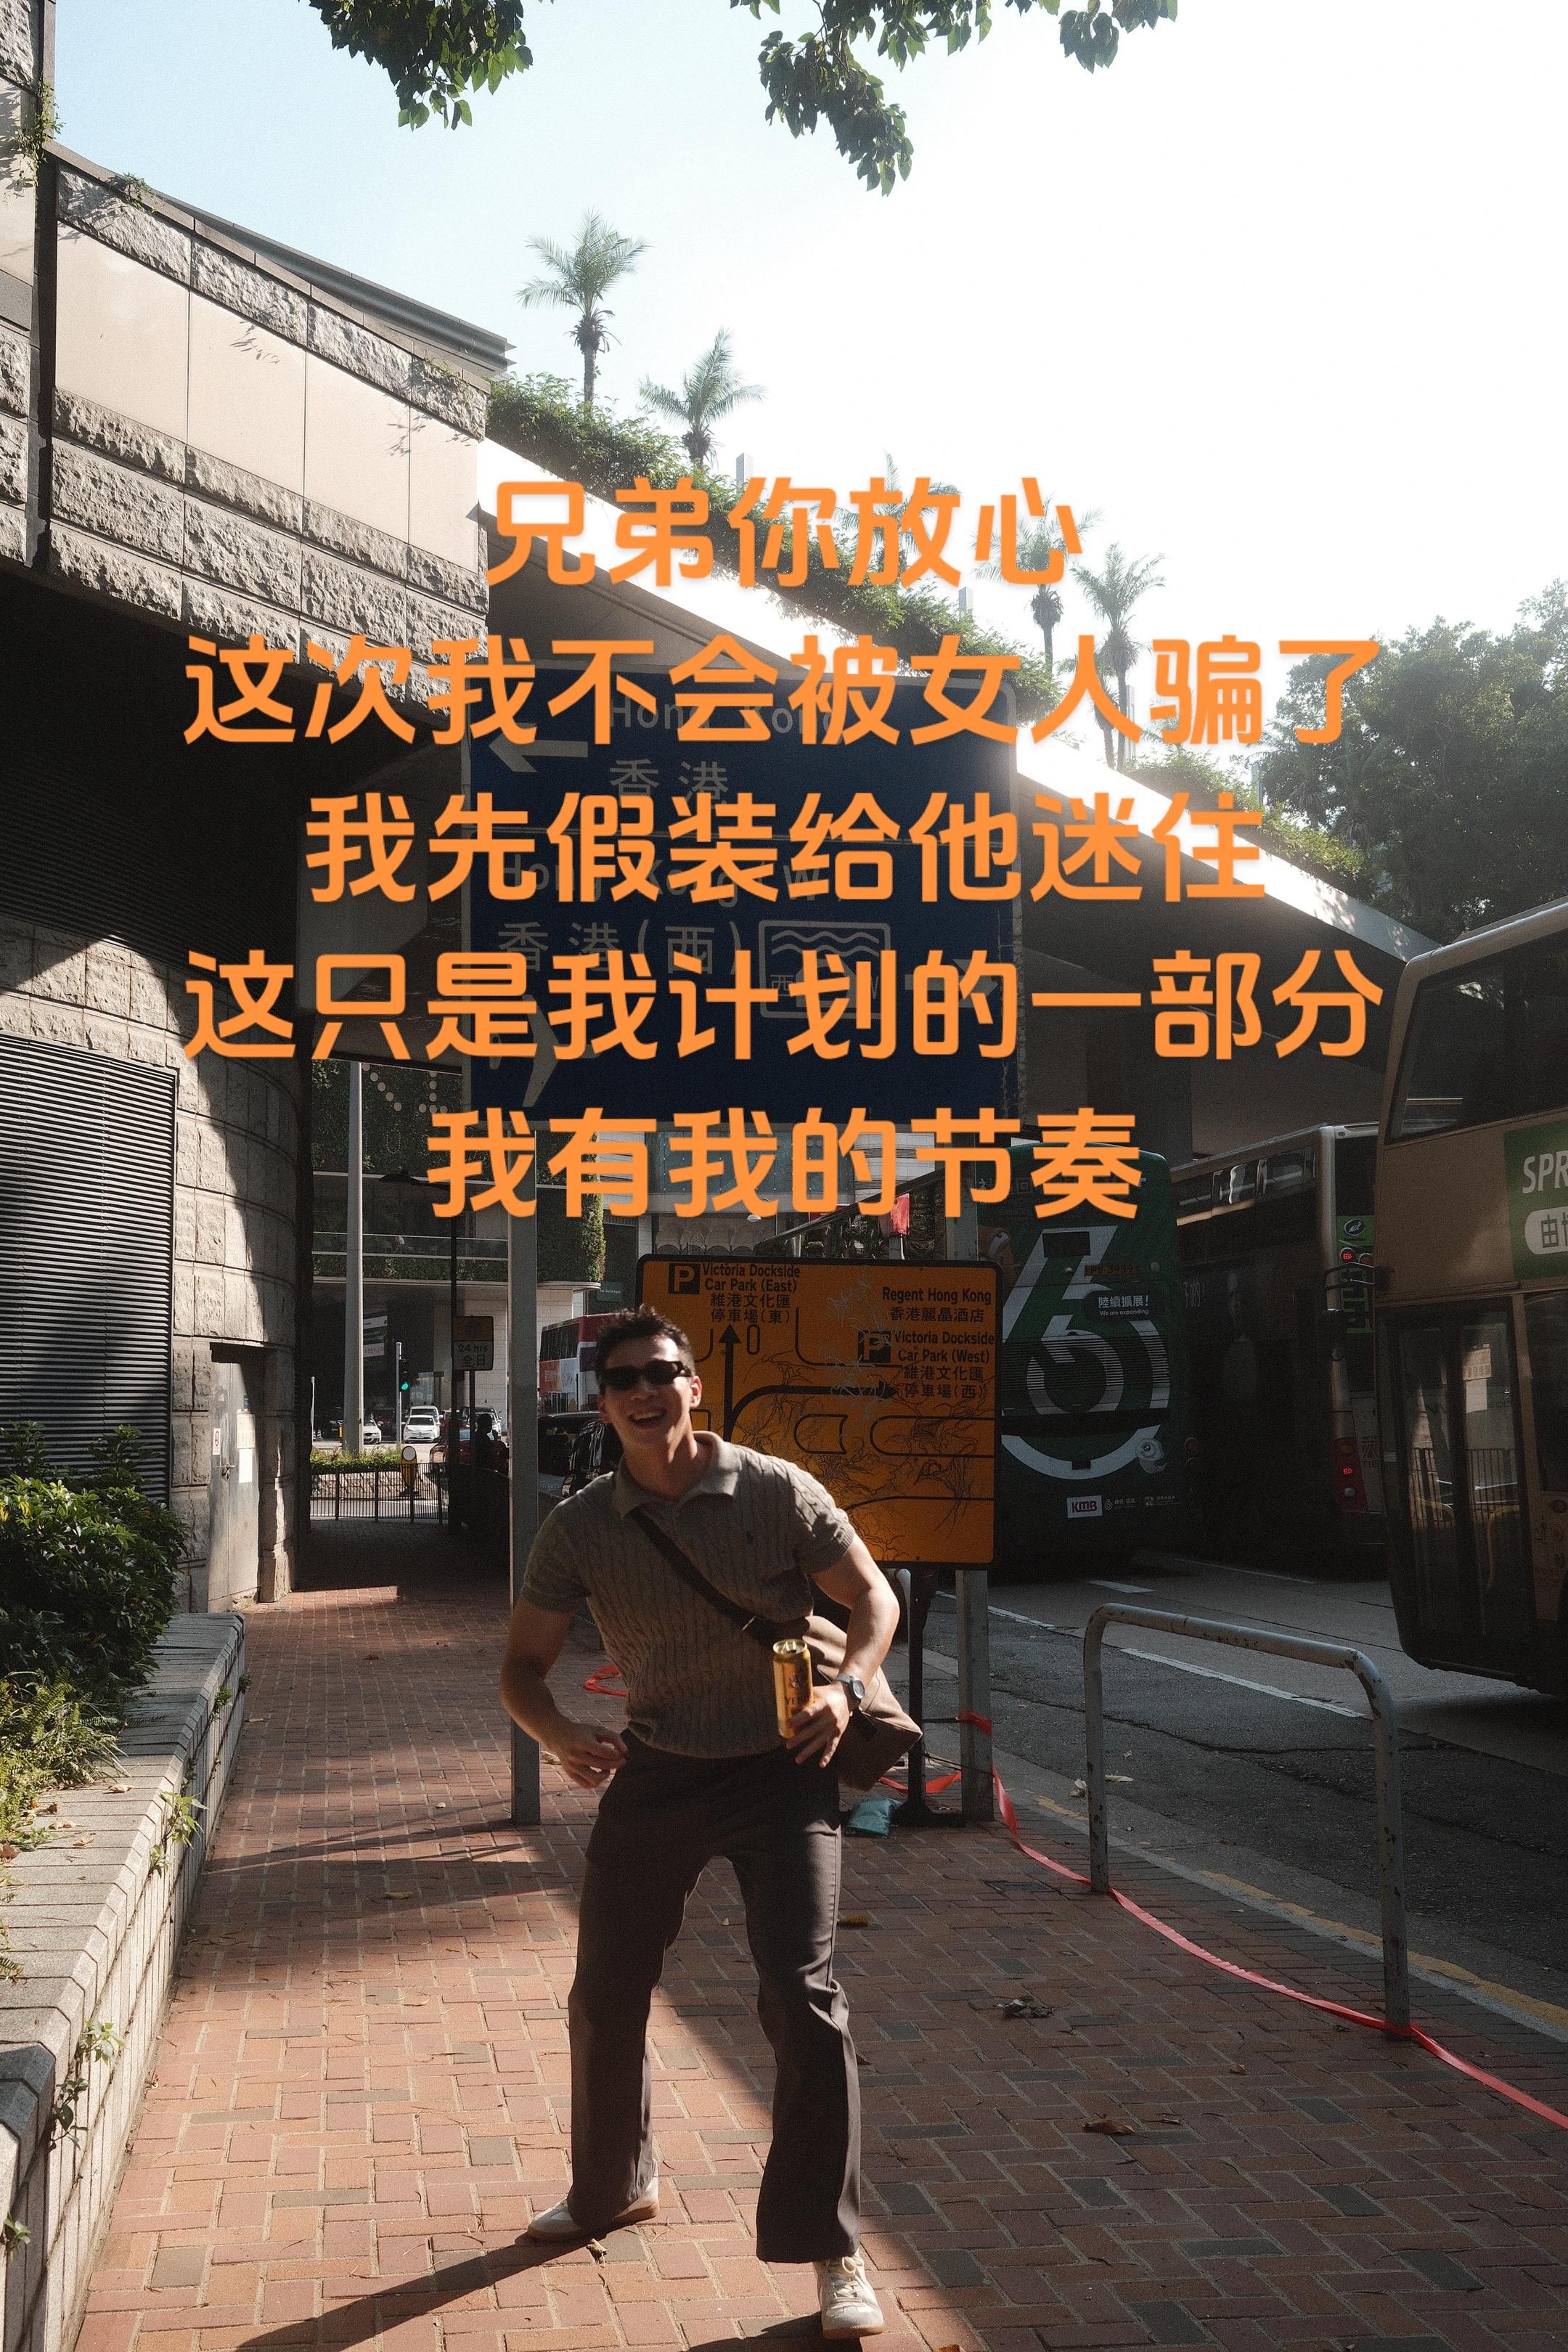 兄弟你放心
这次我不会被女人骗了
我先假装给他迷住
这只是我计划的一部分
我有我的节奏
Hong Kong
香港
Hong Kong (W)
香港(西)
西
P
Victoria Dockside
Car Park (East)
維港文化匯
停車場(東)
Regent Hong Kong
香港麗晶酒店
P
Victoria Dockside
Car Park (West)
維港文化匯
停車場(西)
24 hrs
全日
陸續擴展!
We are expanding
KMB
6
SPR